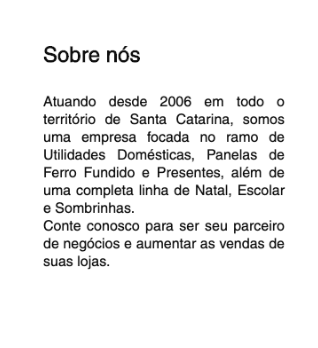 Sobre nós
Atuando desde 2006 em todo o
território de Santa Catarina, somos
uma empresa focada no ramo de
Utilidades Domésticas, Panelas de
Ferro Fundido e Presentes, além de
uma completa linha de Natal, Escolar
e Sombrinhas.
Conte conosco para ser seu parceiro
de negócios e aumentar as vendas de
suas lojas.